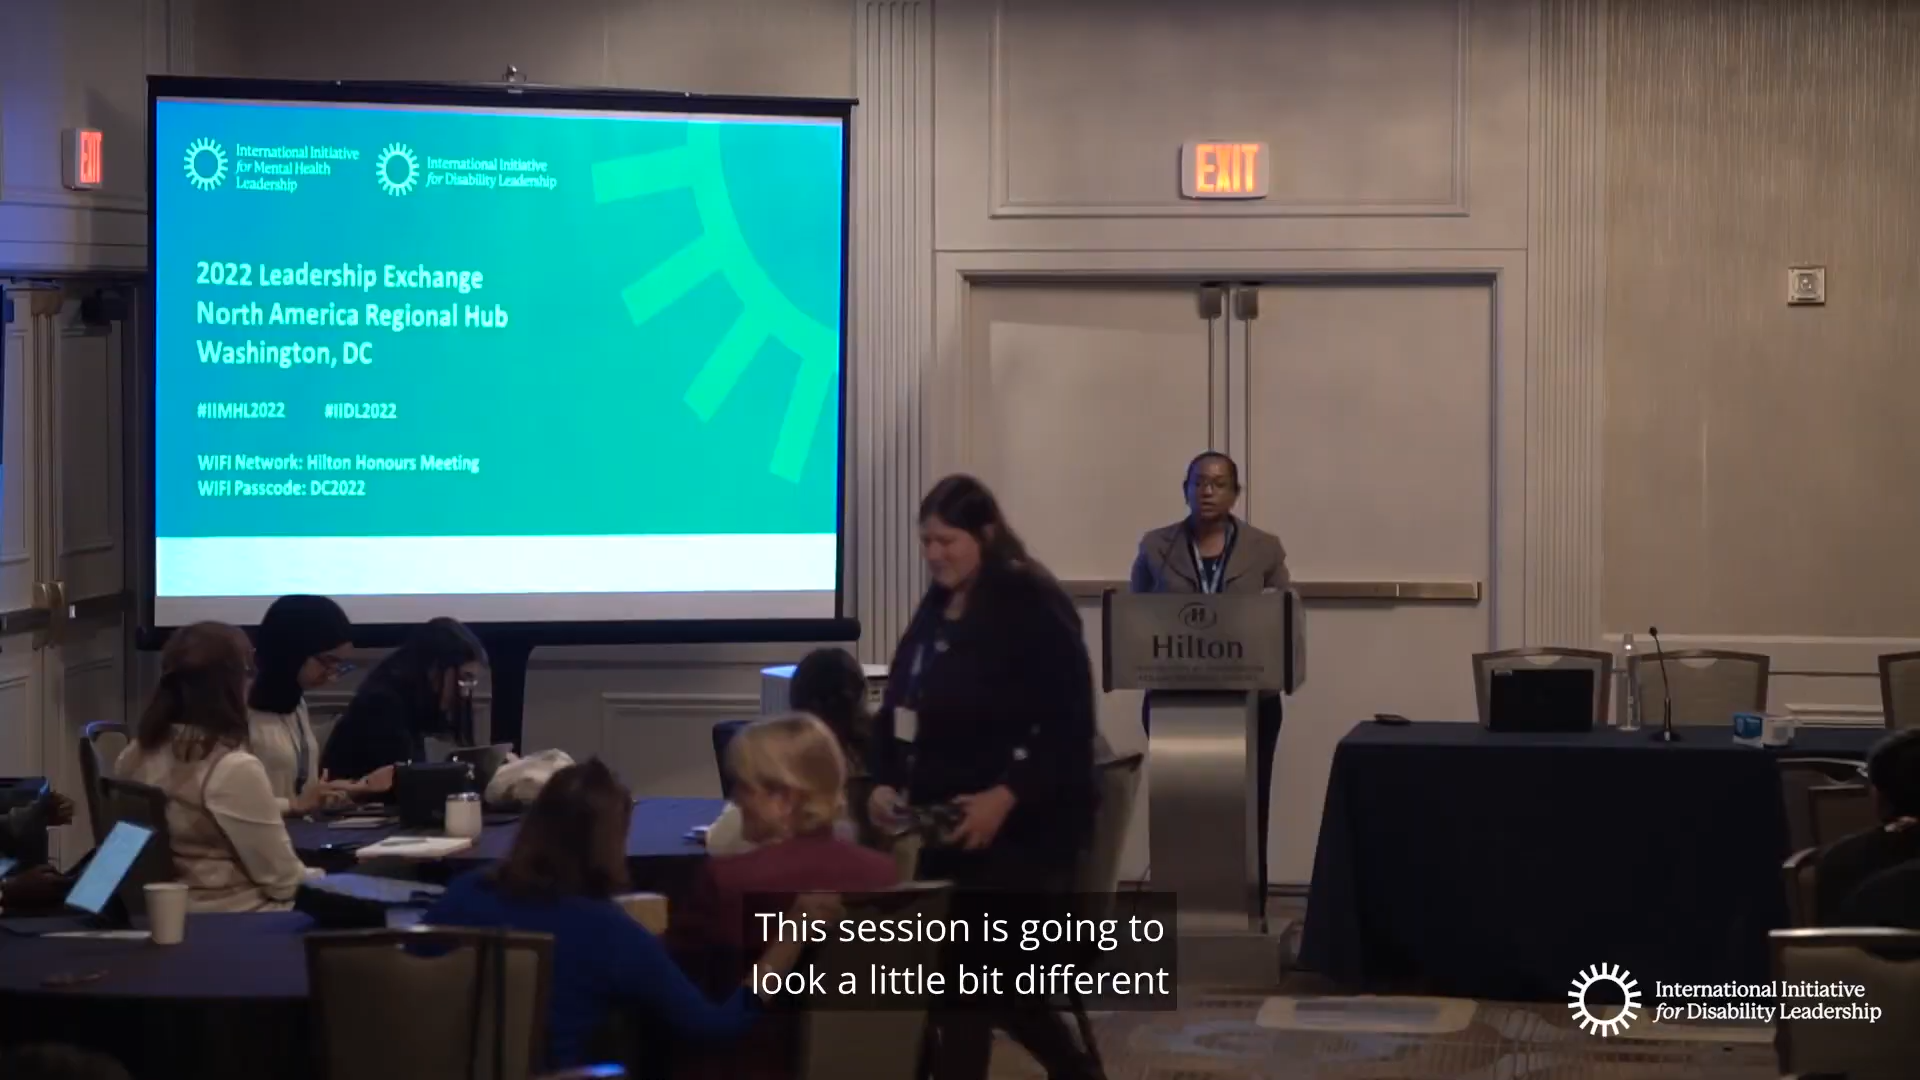 EXIT
EXIT
International Initiative
for Mental Health
Leadership
International Initiative
for Disability Leadership
2022 Leadership Exchange
North America Regional Hub
Washington, DC
#IIMHL2022 #IIDL2022
WIFI Network: Hilton Honours Meeting
WIFI Passcode: DC2022
Hilton
This session is going to
look a little bit different
International Initiative
for Disability Leadership